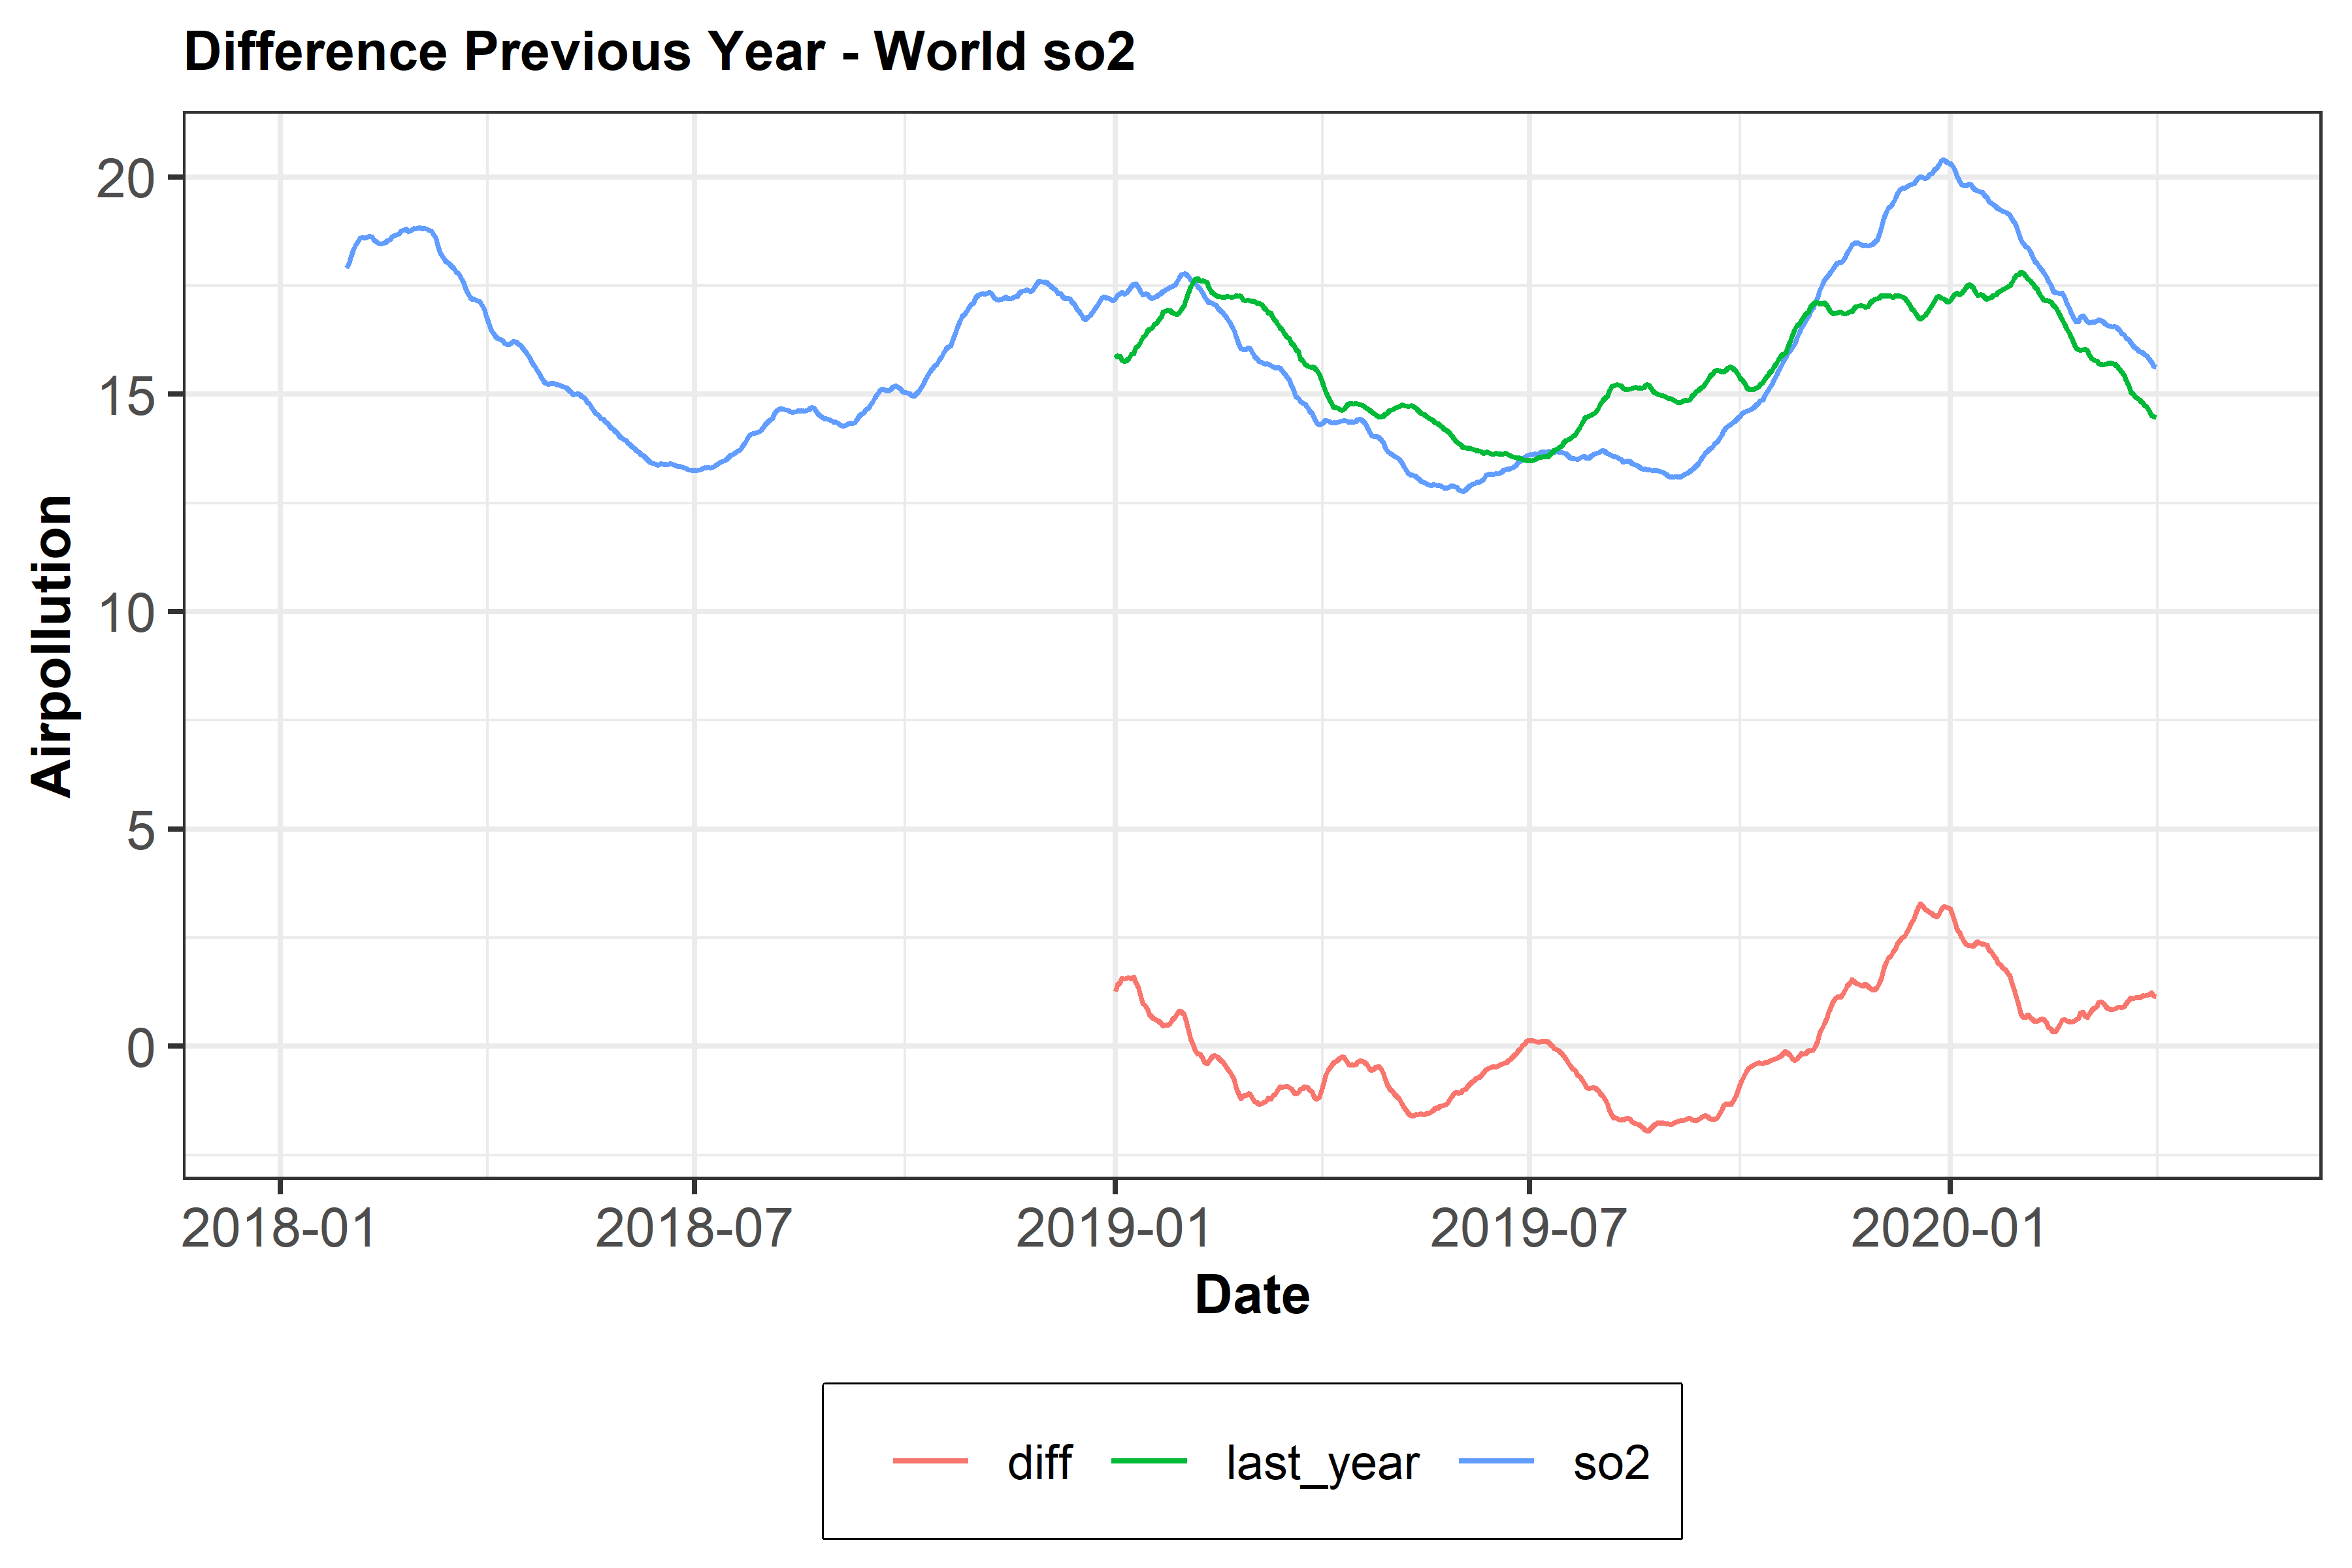 Difference Previous Year - World so2
Airpollution
20
15
10
5
0
2018-01 2018-07 2019-01 2019-07 2020-01
Date
diff last_year so2